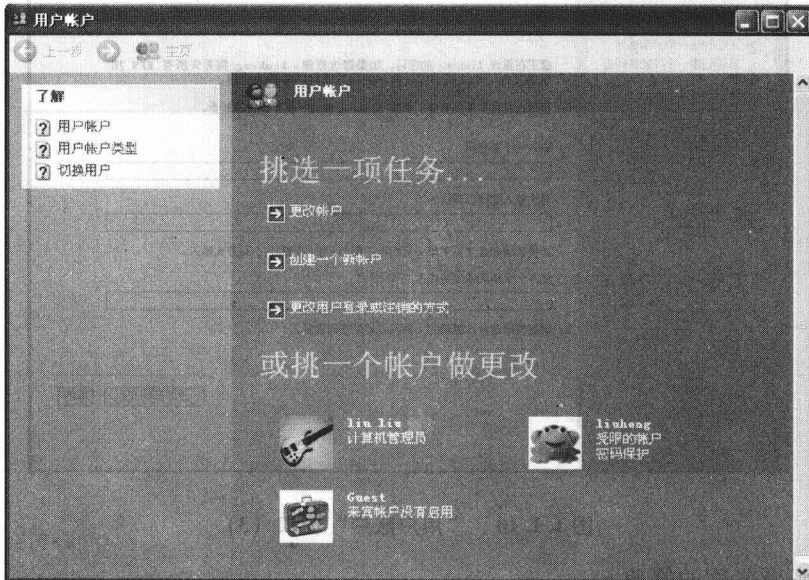 用户帐户
上一步 主页
了解
用户帐户
用户帐户类型
切换用户
用户帐户
挑选一项任务...
更改帐户
创建一个新帐户
更改用户登录或注销的方式
或挑一个帐户做更改
liu liu
计算机管理员
liuheng
受限的帐户
密码保护
Guest
来宾帐户没有启用